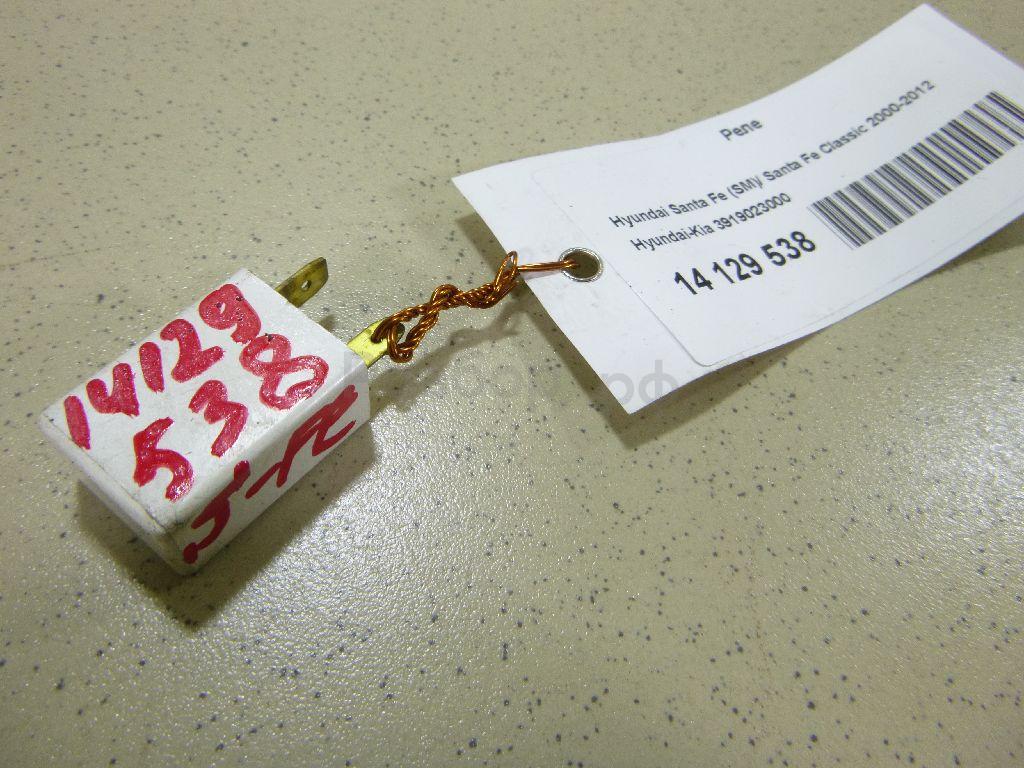 Реле
Hyundai Santa Fe (SM)/ Santa Fe Classic 2000-2012
Hyundai-Kia 3919023000
14 129 538
14129
538